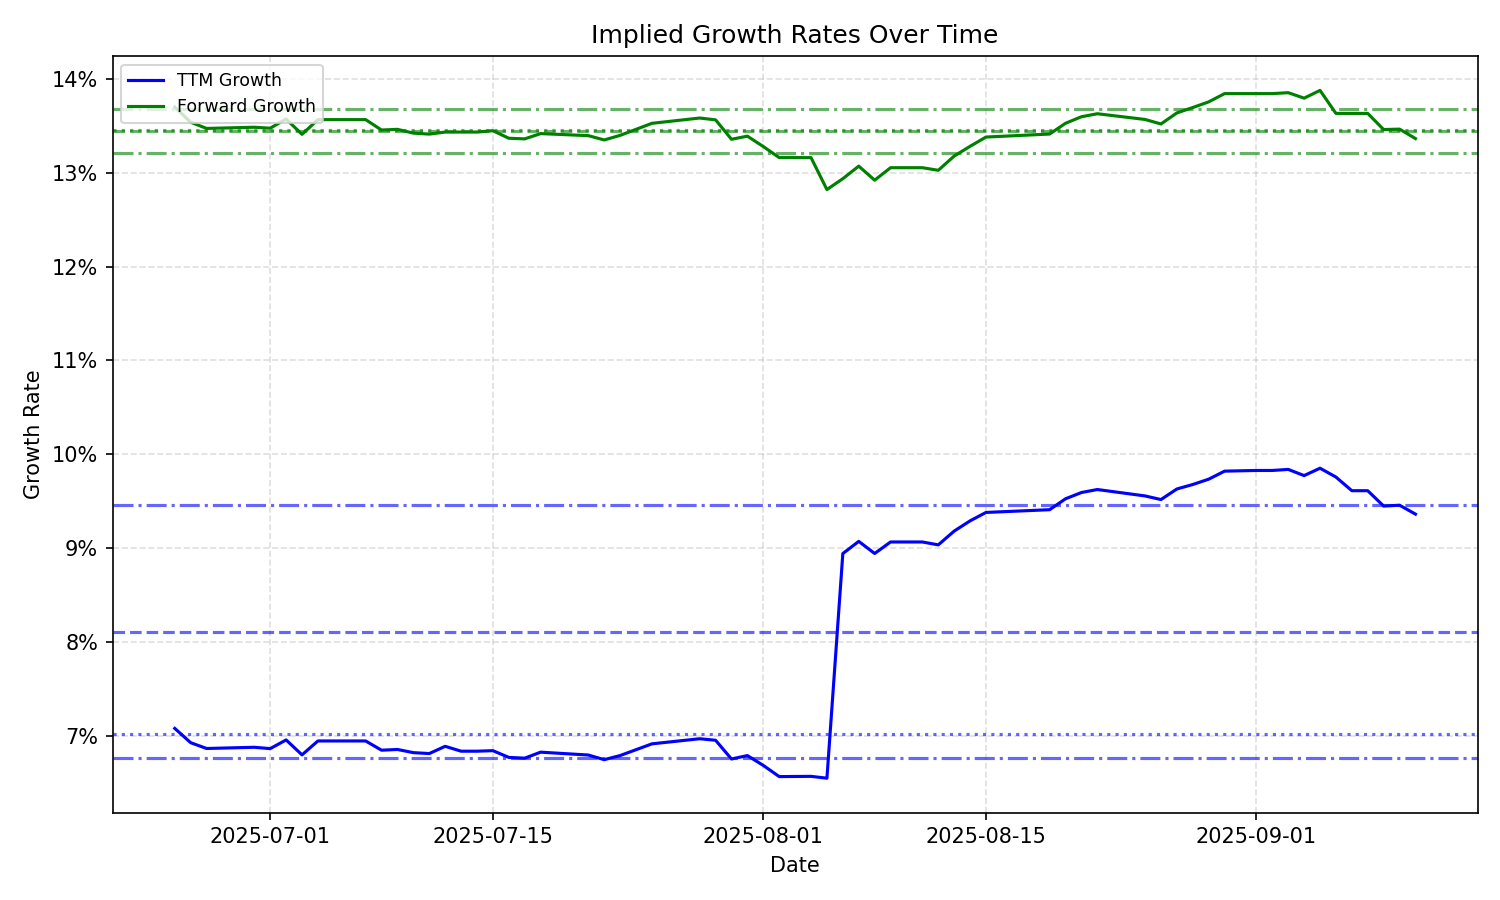 Implied Growth Rates Over Time
TTM Growth
Forward Growth
Growth Rate
14%
13%
12%
11%
10%
9%
8%
7%
2025-07-01
2025-07-15
2025-08-01
2025-08-15
2025-09-01
Date